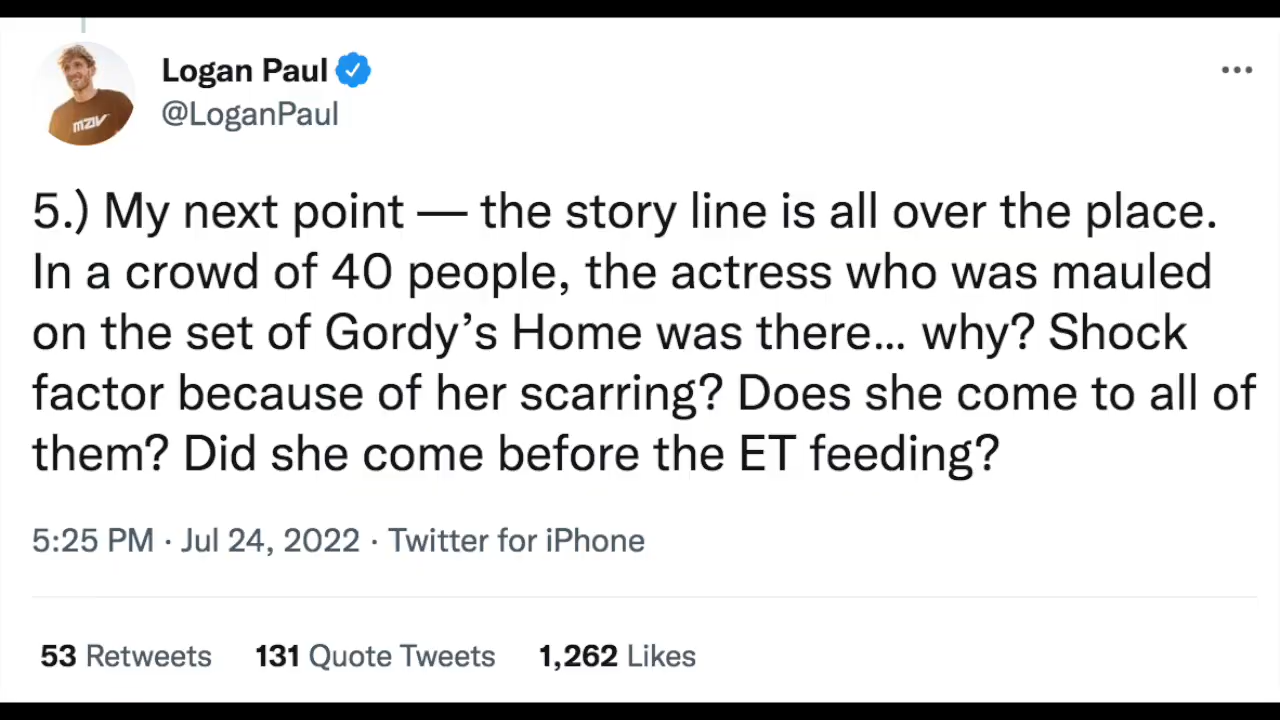 Logan Paul
@LoganPaul
MZIV
5.) My next point — the story line is all over the place.
In a crowd of 40 people, the actress who was mauled
on the set of Gordy’s Home was there... why? Shock
factor because of her scarring? Does she come to all of
them? Did she come before the ET feeding?
5:25 PM · Jul 24, 2022 · Twitter for iPhone
53 Retweets 131 Quote Tweets 1,262 Likes